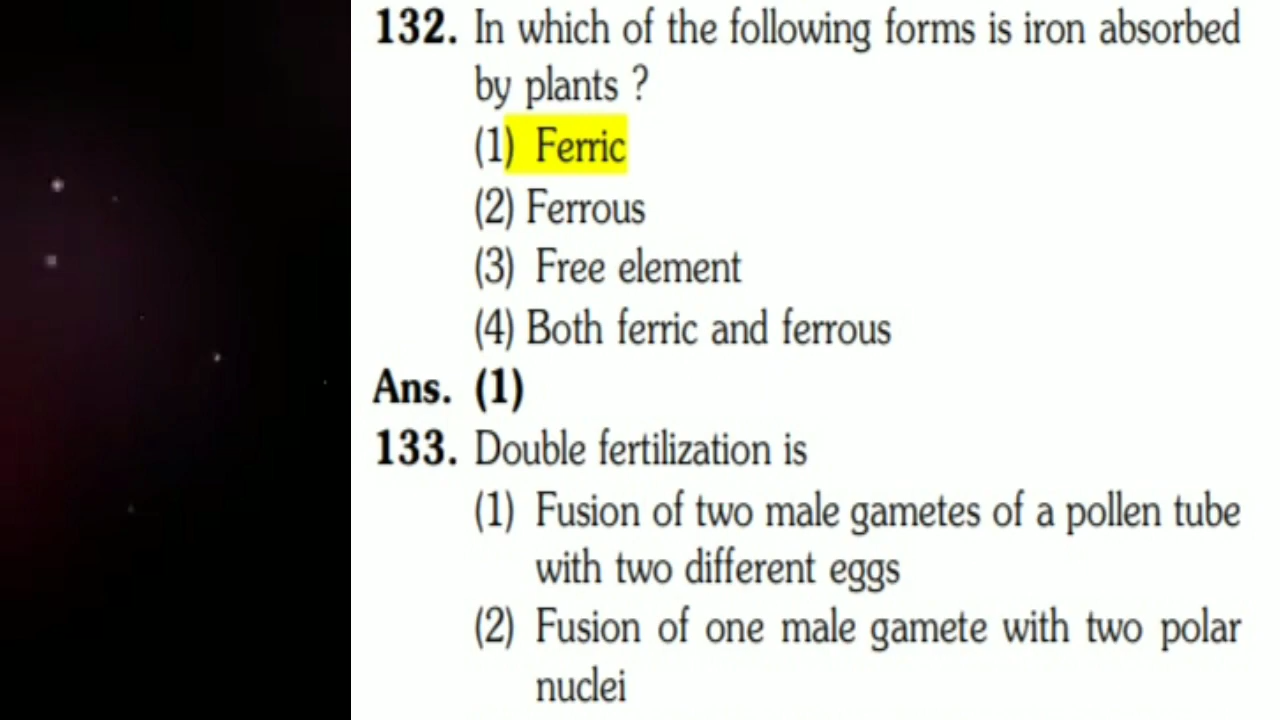 132. In which of the following forms is iron absorbed
by plants ?
(1) Ferric
(2) Ferrous
(3) Free element
(4) Both ferric and ferrous
Ans. (1)
133. Double fertilization is
(1) Fusion of two male gametes of a pollen tube
with two different eggs
(2) Fusion of one male gamete with two polar
nuclei